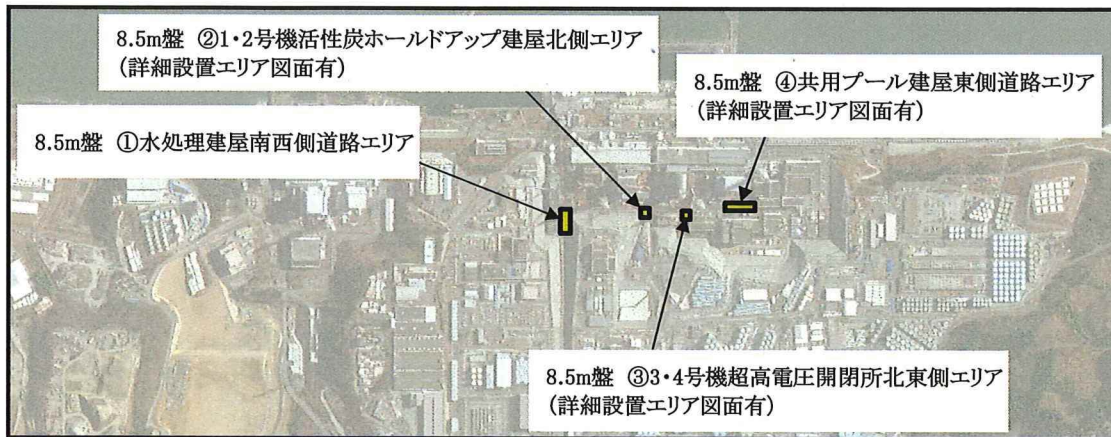 8.5m盤 ②1・2号機活性炭ホールドアップ建屋北側エリア
(詳細設置エリア図面有)
8.5m盤 ④共用プール建屋東側道路エリア
(詳細設置エリア図面有)
8.5m盤 ①水処理建屋南西側道路エリア
8.5m盤 ③3・4号機超高電圧開閉所北東側エリア
(詳細設置エリア図面有)